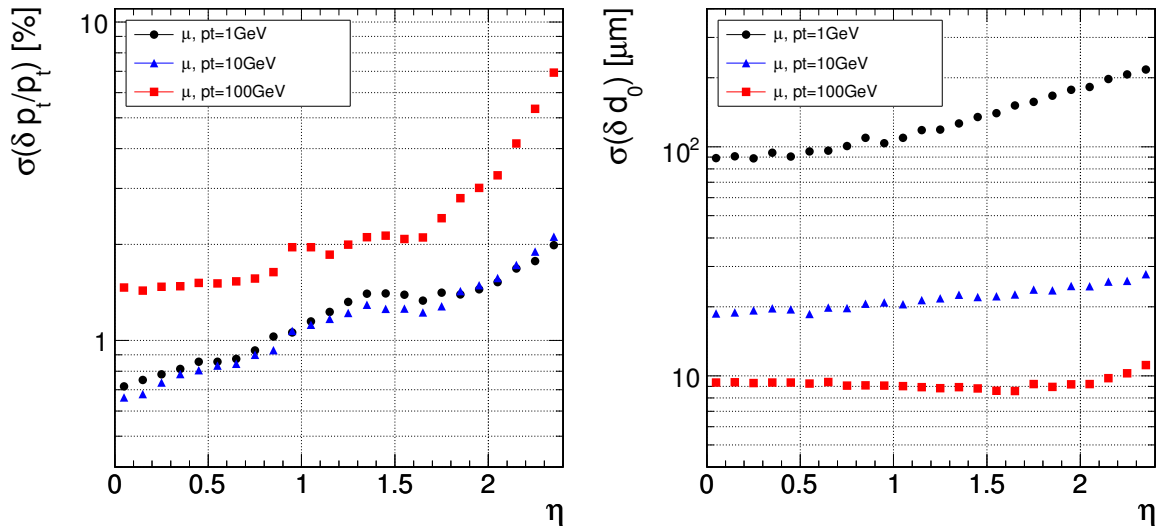 σ(δ p_t/p_t) [%]
10
1
μ, pt=1GeV
μ, pt=10GeV
μ, pt=100GeV
0 0.5 1 1.5 2
η
σ(δ d_0) [μm]
10^2
10
μ, pt=1GeV
μ, pt=10GeV
μ, pt=100GeV
0 0.5 1 1.5 2
η